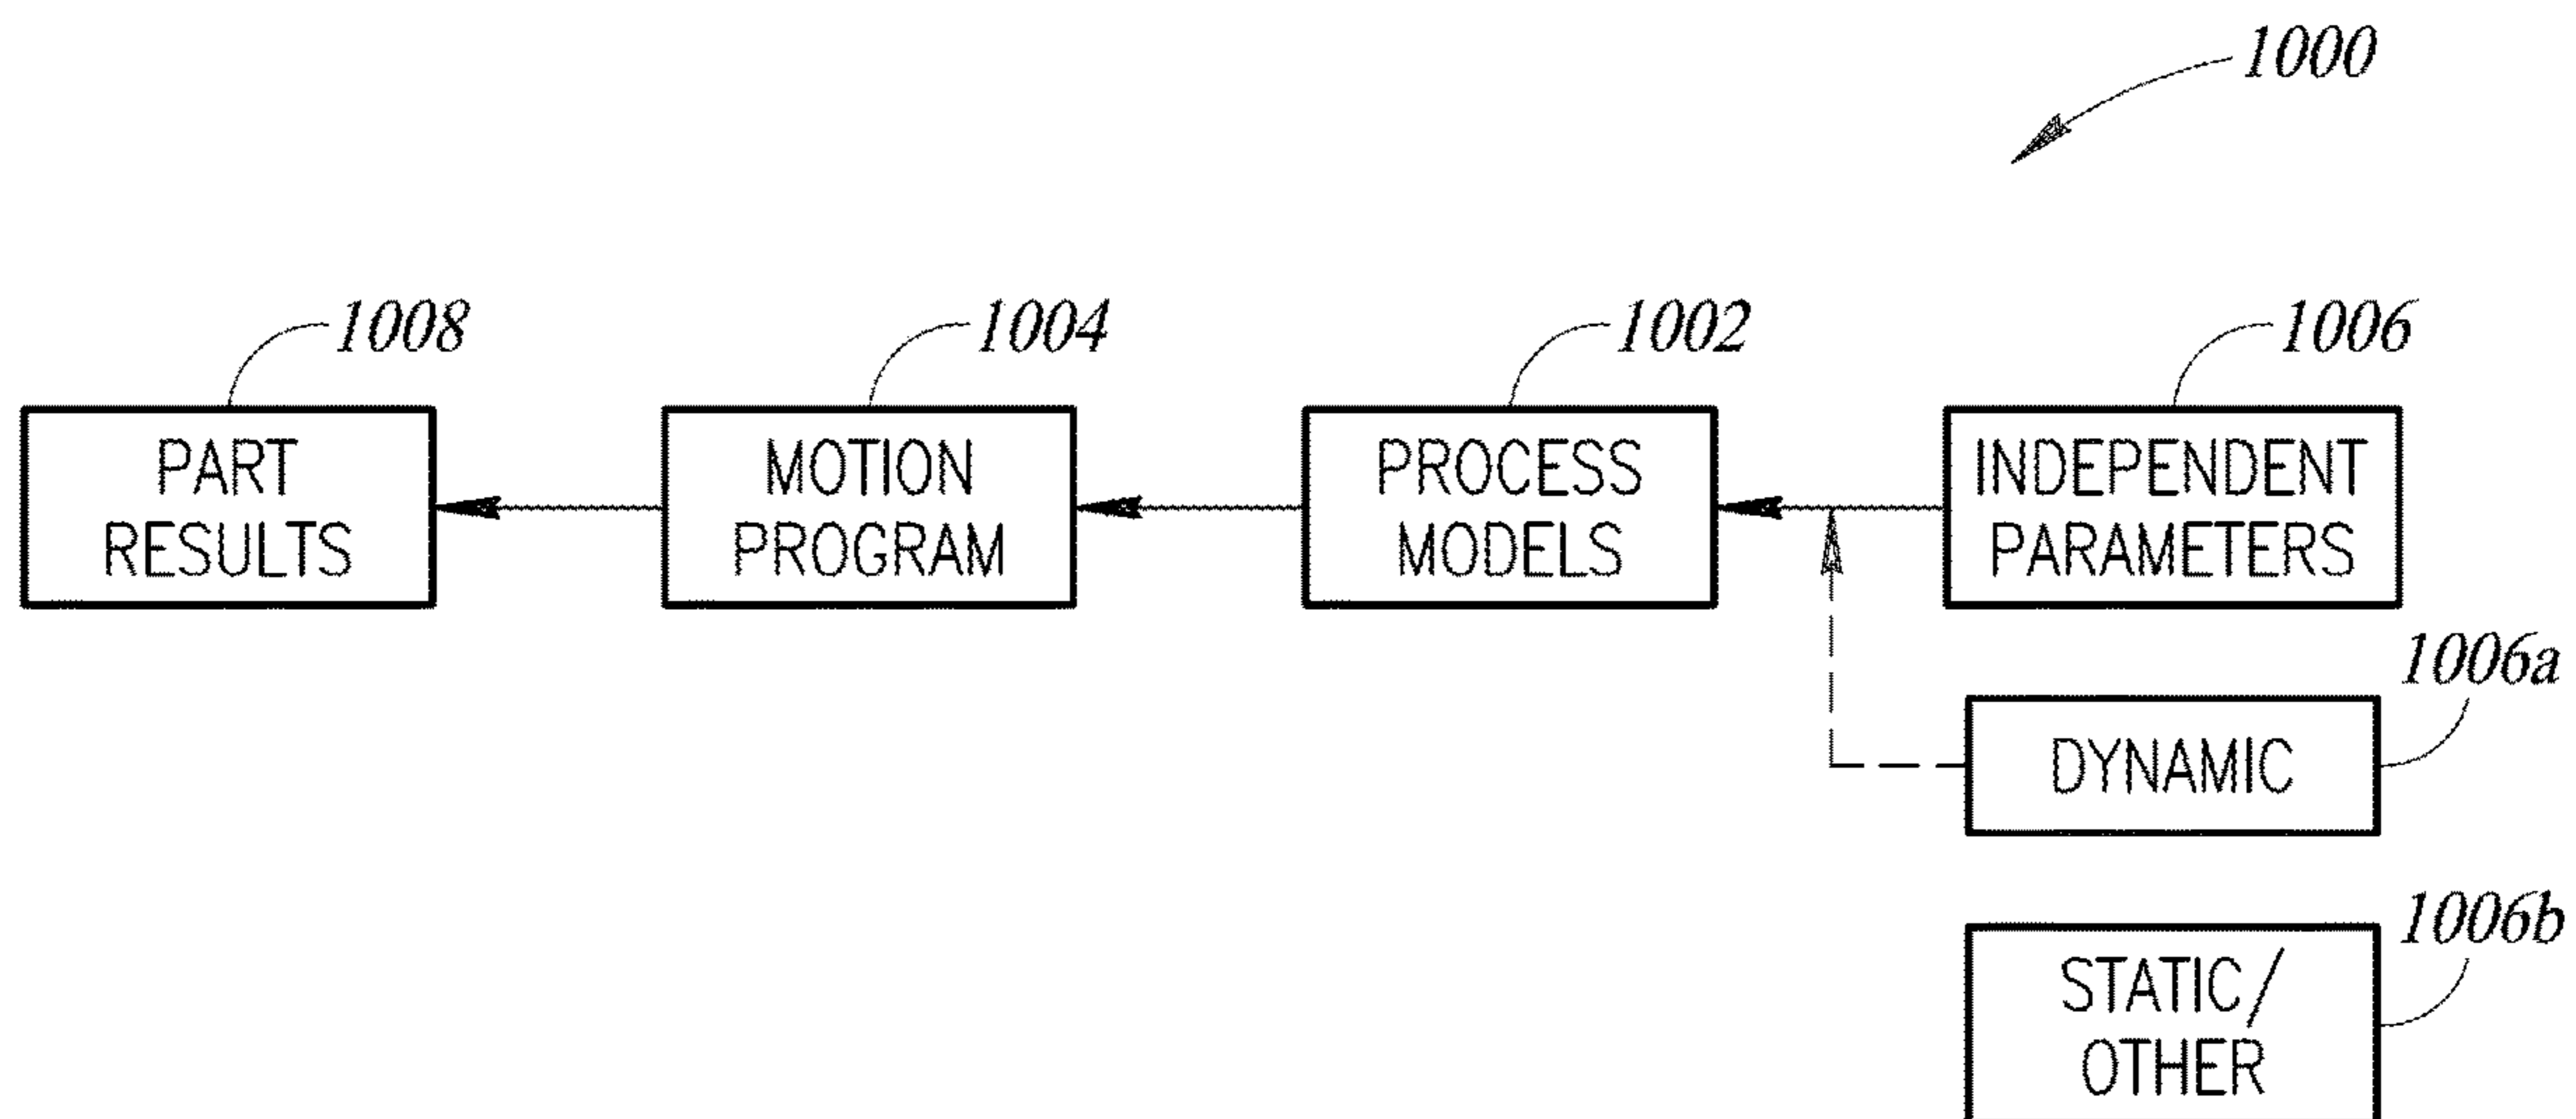 1000
1008
1004
1002
1006
PART
RESULTS
MOTION
PROGRAM
PROCESS
MODELS
INDEPENDENT
PARAMETERS
1006a
DYNAMIC
1006b
STATIC/
OTHER